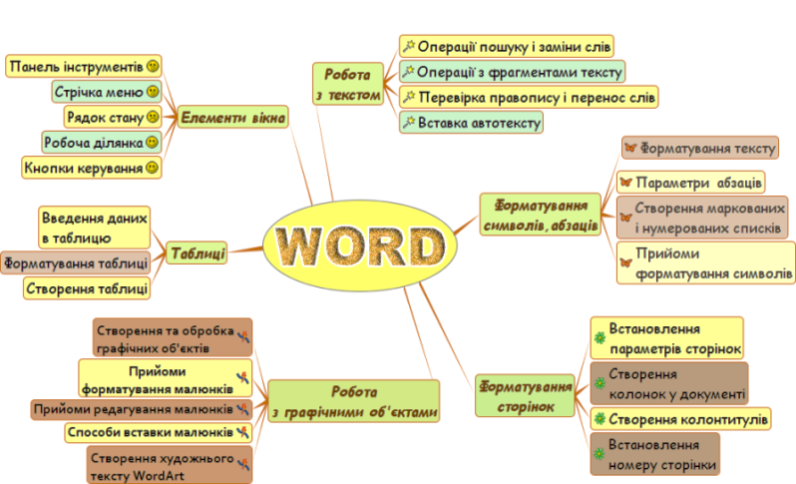 Панель інструментів
Стрічка меню
Рядок стану
Робоча ділянка
Кнопки керування
Елементи вікна
Робота
з текстом
Операції пошуку і заміни слів
Операції з фрагментами тексту
Перевірка правопису і перенос слів
Вставка автотексту
Введення даних
в таблицю
Форматування таблиці
Створення таблиці
Таблиці
WORD
Форматування
символів, абзаців
Форматування тексту
Параметри абзаців
Створення маркованих
і нумерованих списків
Прийоми
форматування символів
Створення та обробка
графічних об'єктів
Прийоми
форматування малюнків
Прийоми редагування малюнків
Способи вставки малюнків
Створення художнього
тексту WordArt
Робота
з графічними об'єктами
Форматування
сторінок
Встановлення
параметрів сторінок
Створення
колонок у документі
Створення колонтитулів
Встановлення
номеру сторінки